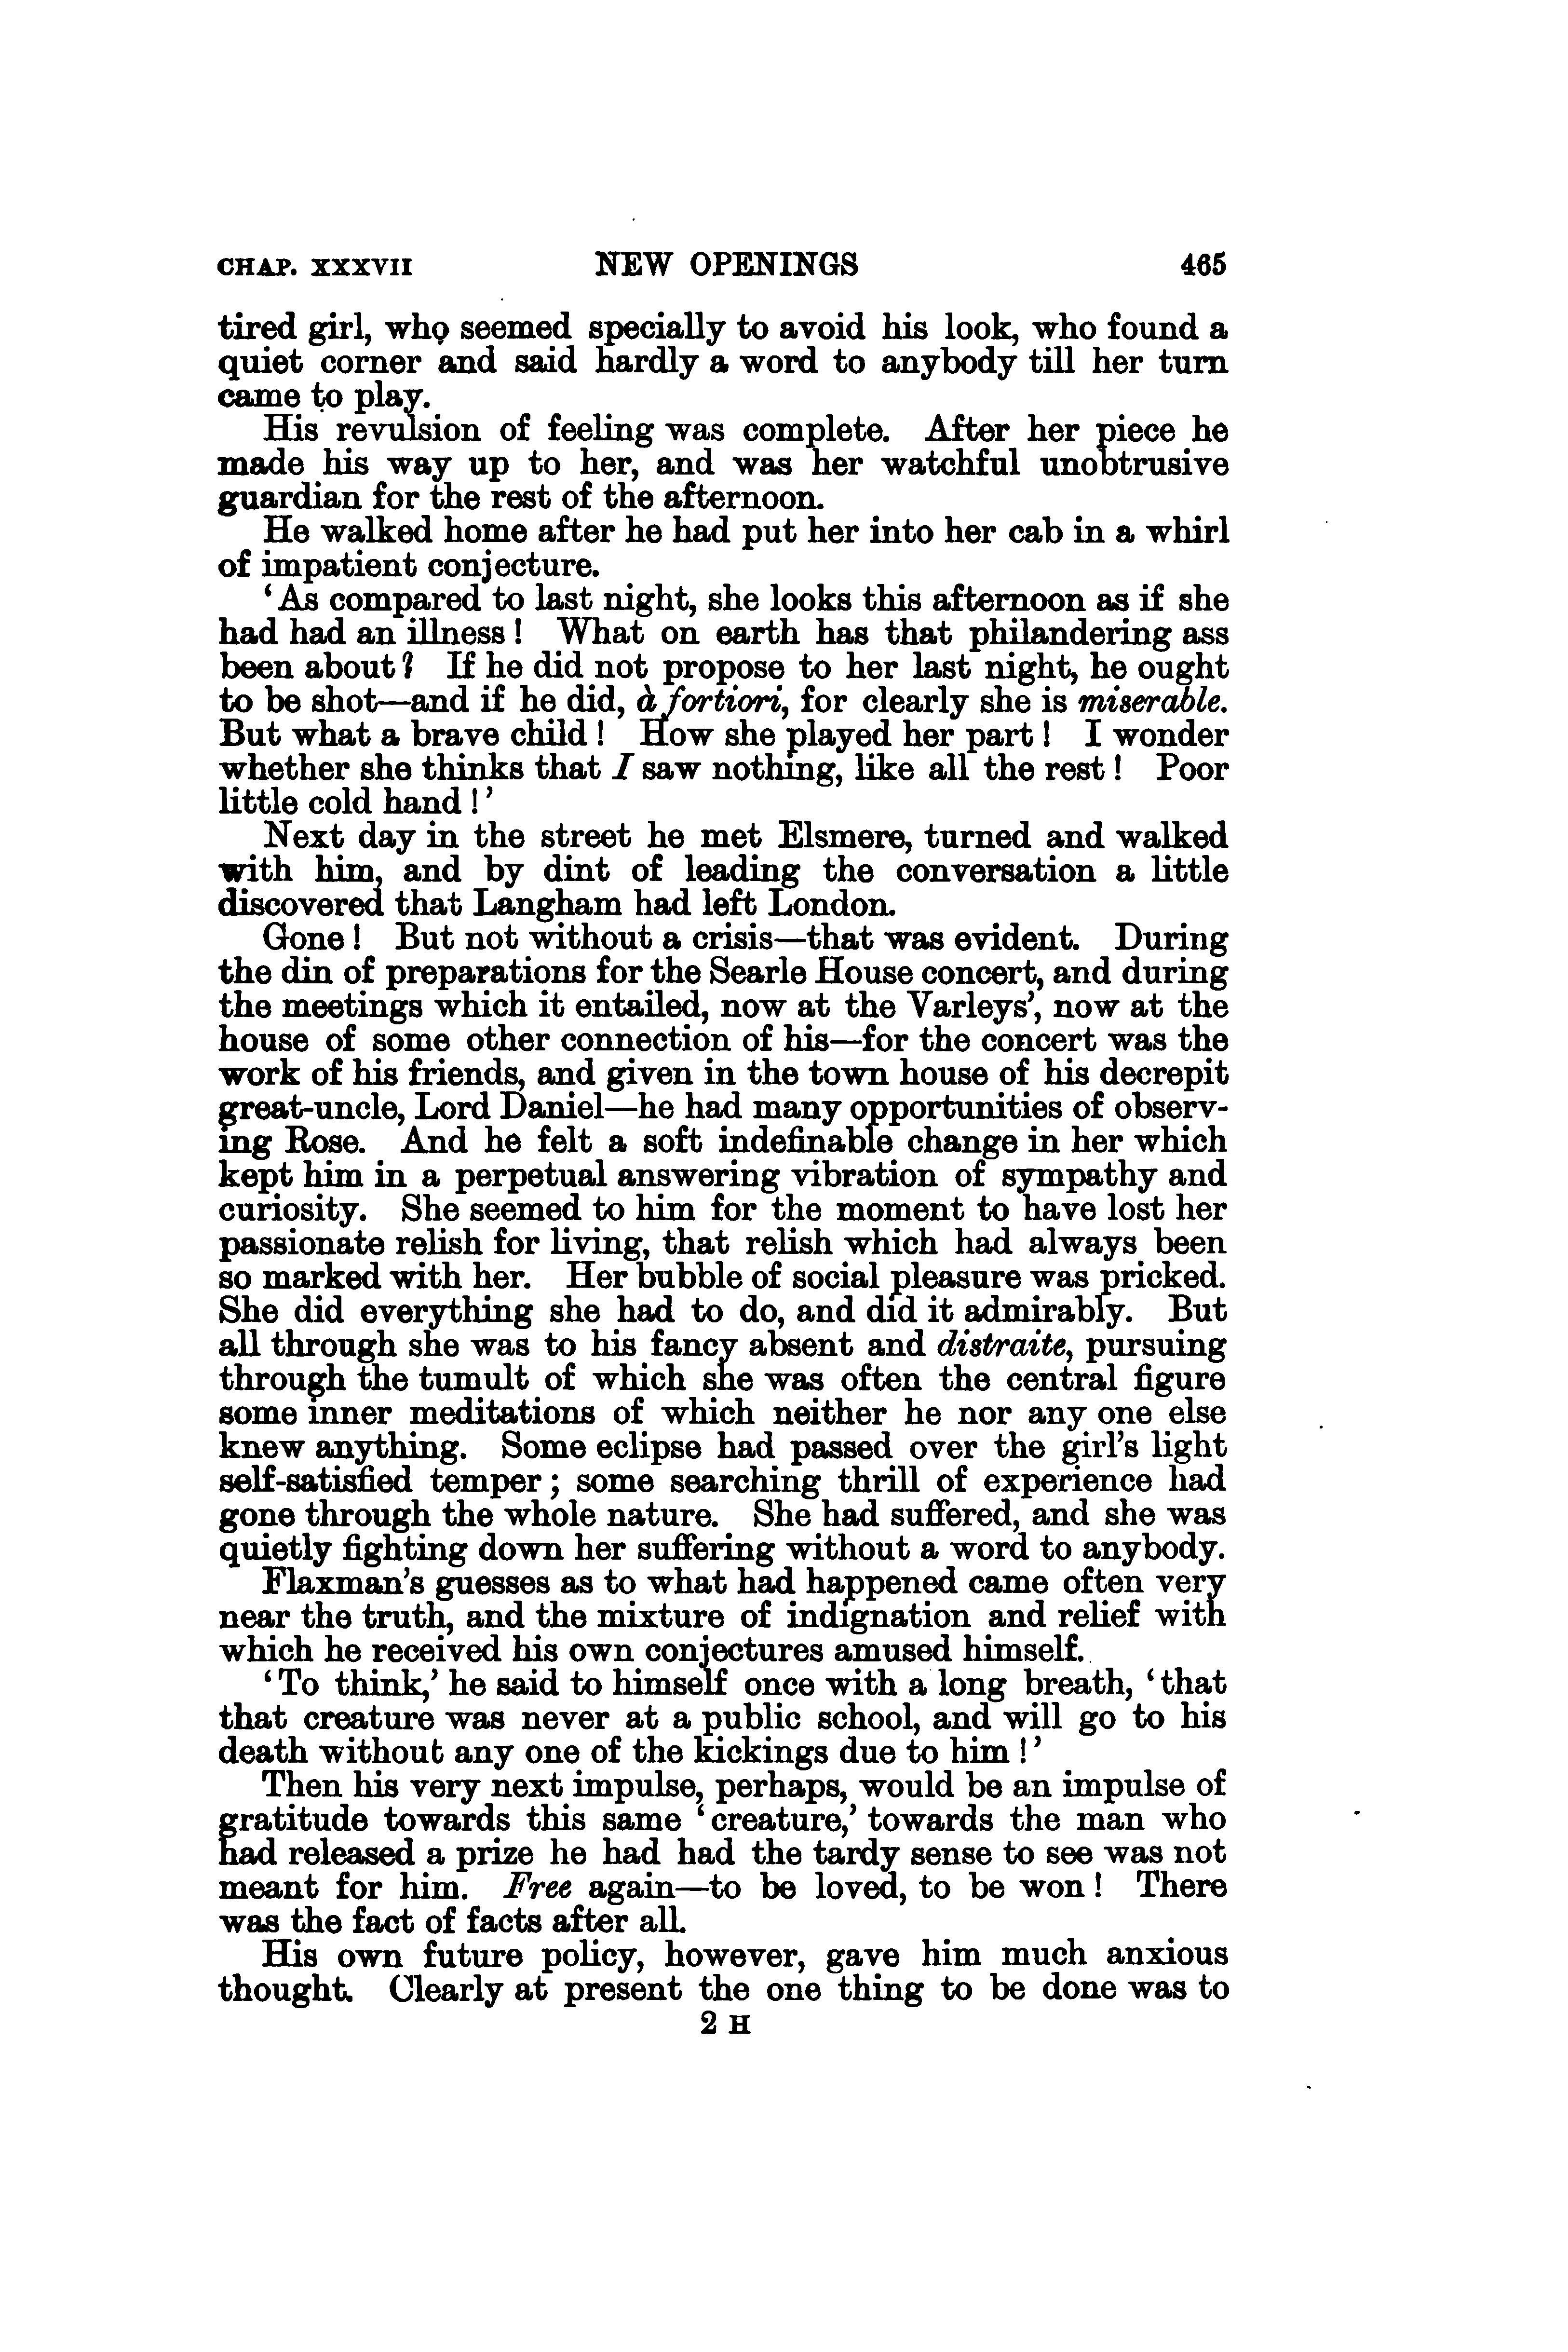 CHAP. XXXVII NEW OPENINGS 465
tired girl, who seemed specially to avoid his look, who found a
quiet corner and said hardly a word to anybody till her turn
came to play.
His revulsion of feeling was complete. After her piece he
made his way up to her, and was her watchful unobtrusive
guardian for the rest of the afternoon.
He walked home after he had put her into her cab in a whirl
of impatient conjecture.
‘As compared to last night, she looks this afternoon as if she
had had an illness! What on earth has that philandering ass
been about? If he did not propose to her last night, he ought
to be shot—and if he did, à fortiori, for clearly she is miserable.
But what a brave child! How she played her part! I wonder
whether she thinks that I saw nothing, like all the rest! Poor
little cold hand!’
Next day in the street he met Elsmere, turned and walked
with him, and by dint of leading the conversation a little
discovered that Langham had left London.
Gone! But not without a crisis—that was evident. During
the din of preparations for the Searle House concert, and during
the meetings which it entailed, now at the Varleys’, now at the
house of some other connection of his—for the concert was the
work of his friends, and given in the town house of his decrepit
great-uncle, Lord Daniel—he had many opportunities of observ-
ing Rose. And he felt a soft indefinable change in her which
kept him in a perpetual answering vibration of sympathy and
curiosity. She seemed to him for the moment to have lost her
passionate relish for living, that relish which had always been
so marked with her. Her bubble of social pleasure was pricked.
She did everything she had to do, and did it admirably. But
all through she was to his fancy absent and distraite, pursuing
through the tumult of which she was often the central figure
some inner meditations of which neither he nor any one else
knew anything. Some eclipse had passed over the girl’s light
self-satisfied temper; some searching thrill of experience had
gone through the whole nature. She had suffered, and she was
quietly fighting down her suffering without a word to anybody.
Flaxman’s guesses as to what had happened came often very
near the truth, and the mixture of indignation and relief with
which he received his own conjectures amused himself.
‘To think,’ he said to himself once with a long breath, ‘that
that creature was never at a public school, and will go to his
death without any one of the kickings due to him!’
Then his very next impulse, perhaps, would be an impulse of
gratitude towards this same ‘creature,’ towards the man who
had released a prize he had had the tardy sense to see was not
meant for him. Free again—to be loved, to be won! There
was the fact of facts after all.
His own future policy, however, gave him much anxious
thought. Clearly at present the one thing to be done was to
2 H